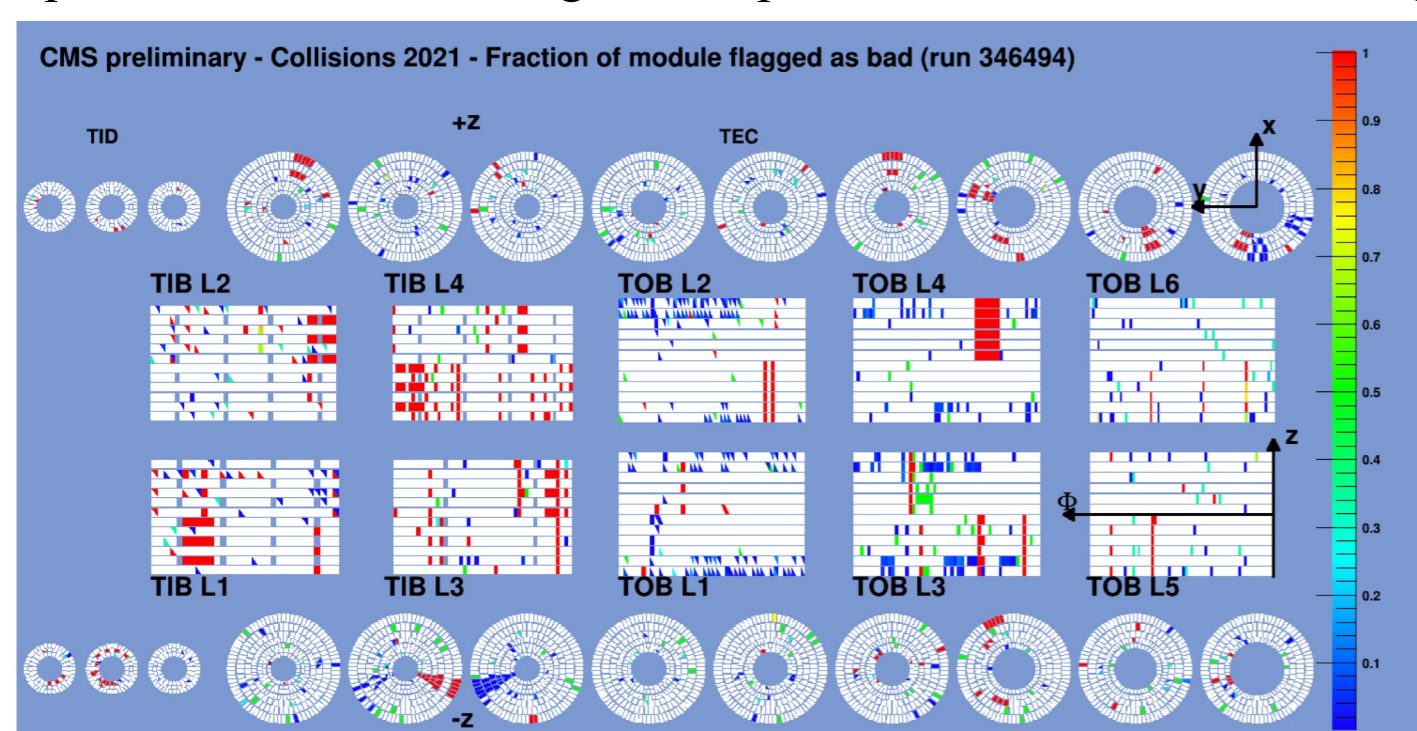 CMS preliminary - Collisions 2021 - Fraction of module flagged as bad (run 346494)
1
0.9
0.8
0.7
0.6
0.5
0.4
0.3
0.2
0.1
TID
+z
TEC
x
y
TIB L2
TIB L4
TOB L2
TOB L4
TOB L6
z
Φ
TIB L1
TIB L3
TOB L1
TOB L3
TOB L5
-z